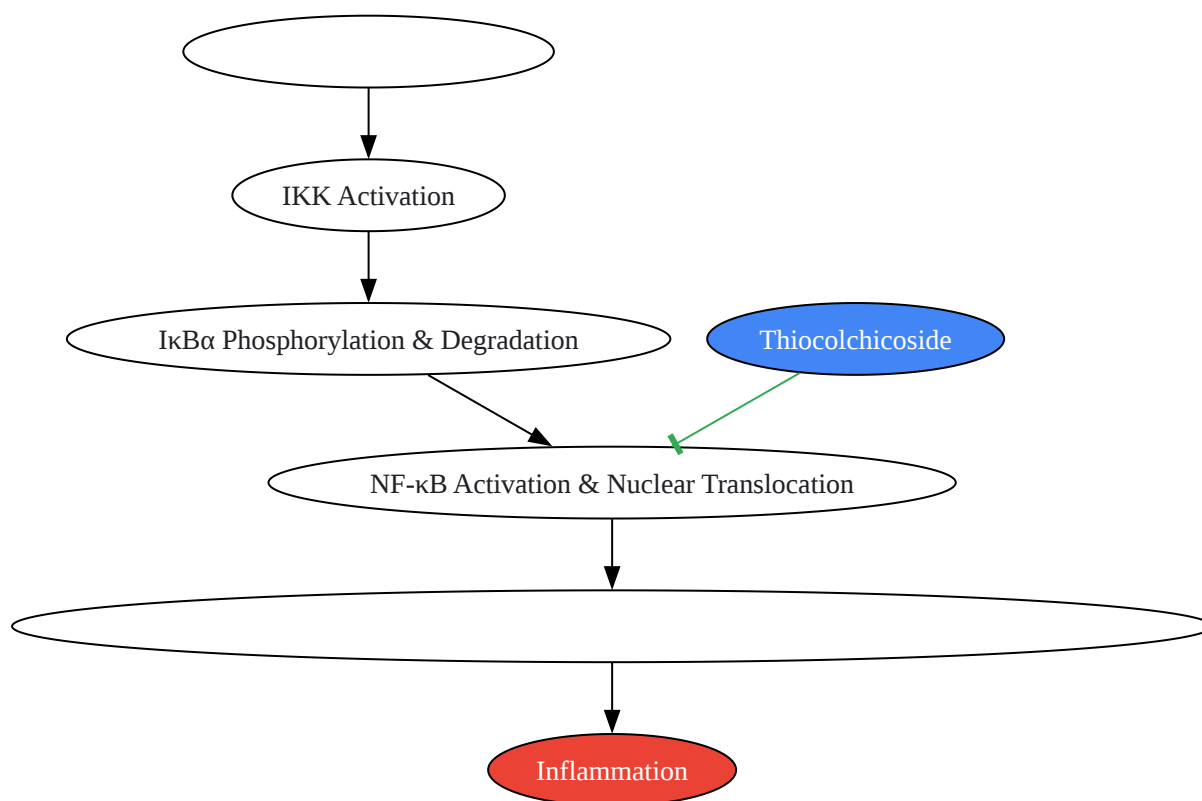 IKK Activation
IκBα Phosphorylation & Degradation
Thiocolchicoside
NF-κB Activation & Nuclear Translocation
Inflammation